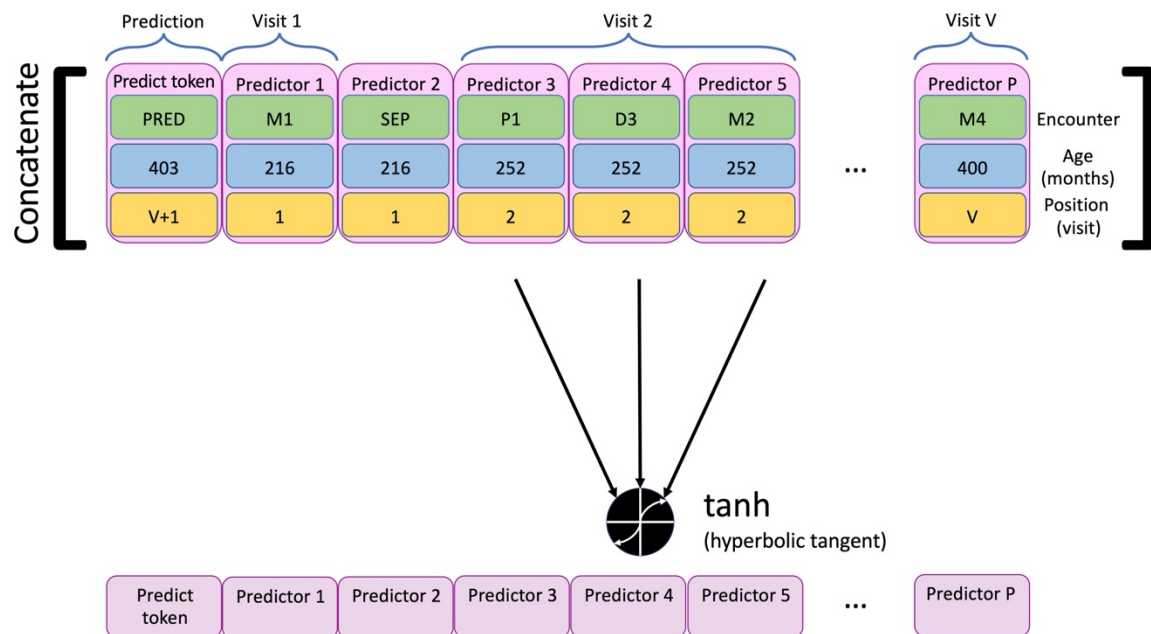 Prediction
Visit 1
Visit 2
Visit V
Concatenate
Predict token
Predictor 1
Predictor 2
Predictor 3
Predictor 4
Predictor 5
Predictor P
PRED
M1
SEP
P1
D3
M2
M4
Encounter
403
216
216
252
252
252
...
400
Age
(months)
V+1
1
1
2
2
2
V
Position
(visit)
tanh
(hyperbolic tangent)
Predict
token
Predictor 1
Predictor 2
Predictor 3
Predictor 4
Predictor 5
...
Predictor P